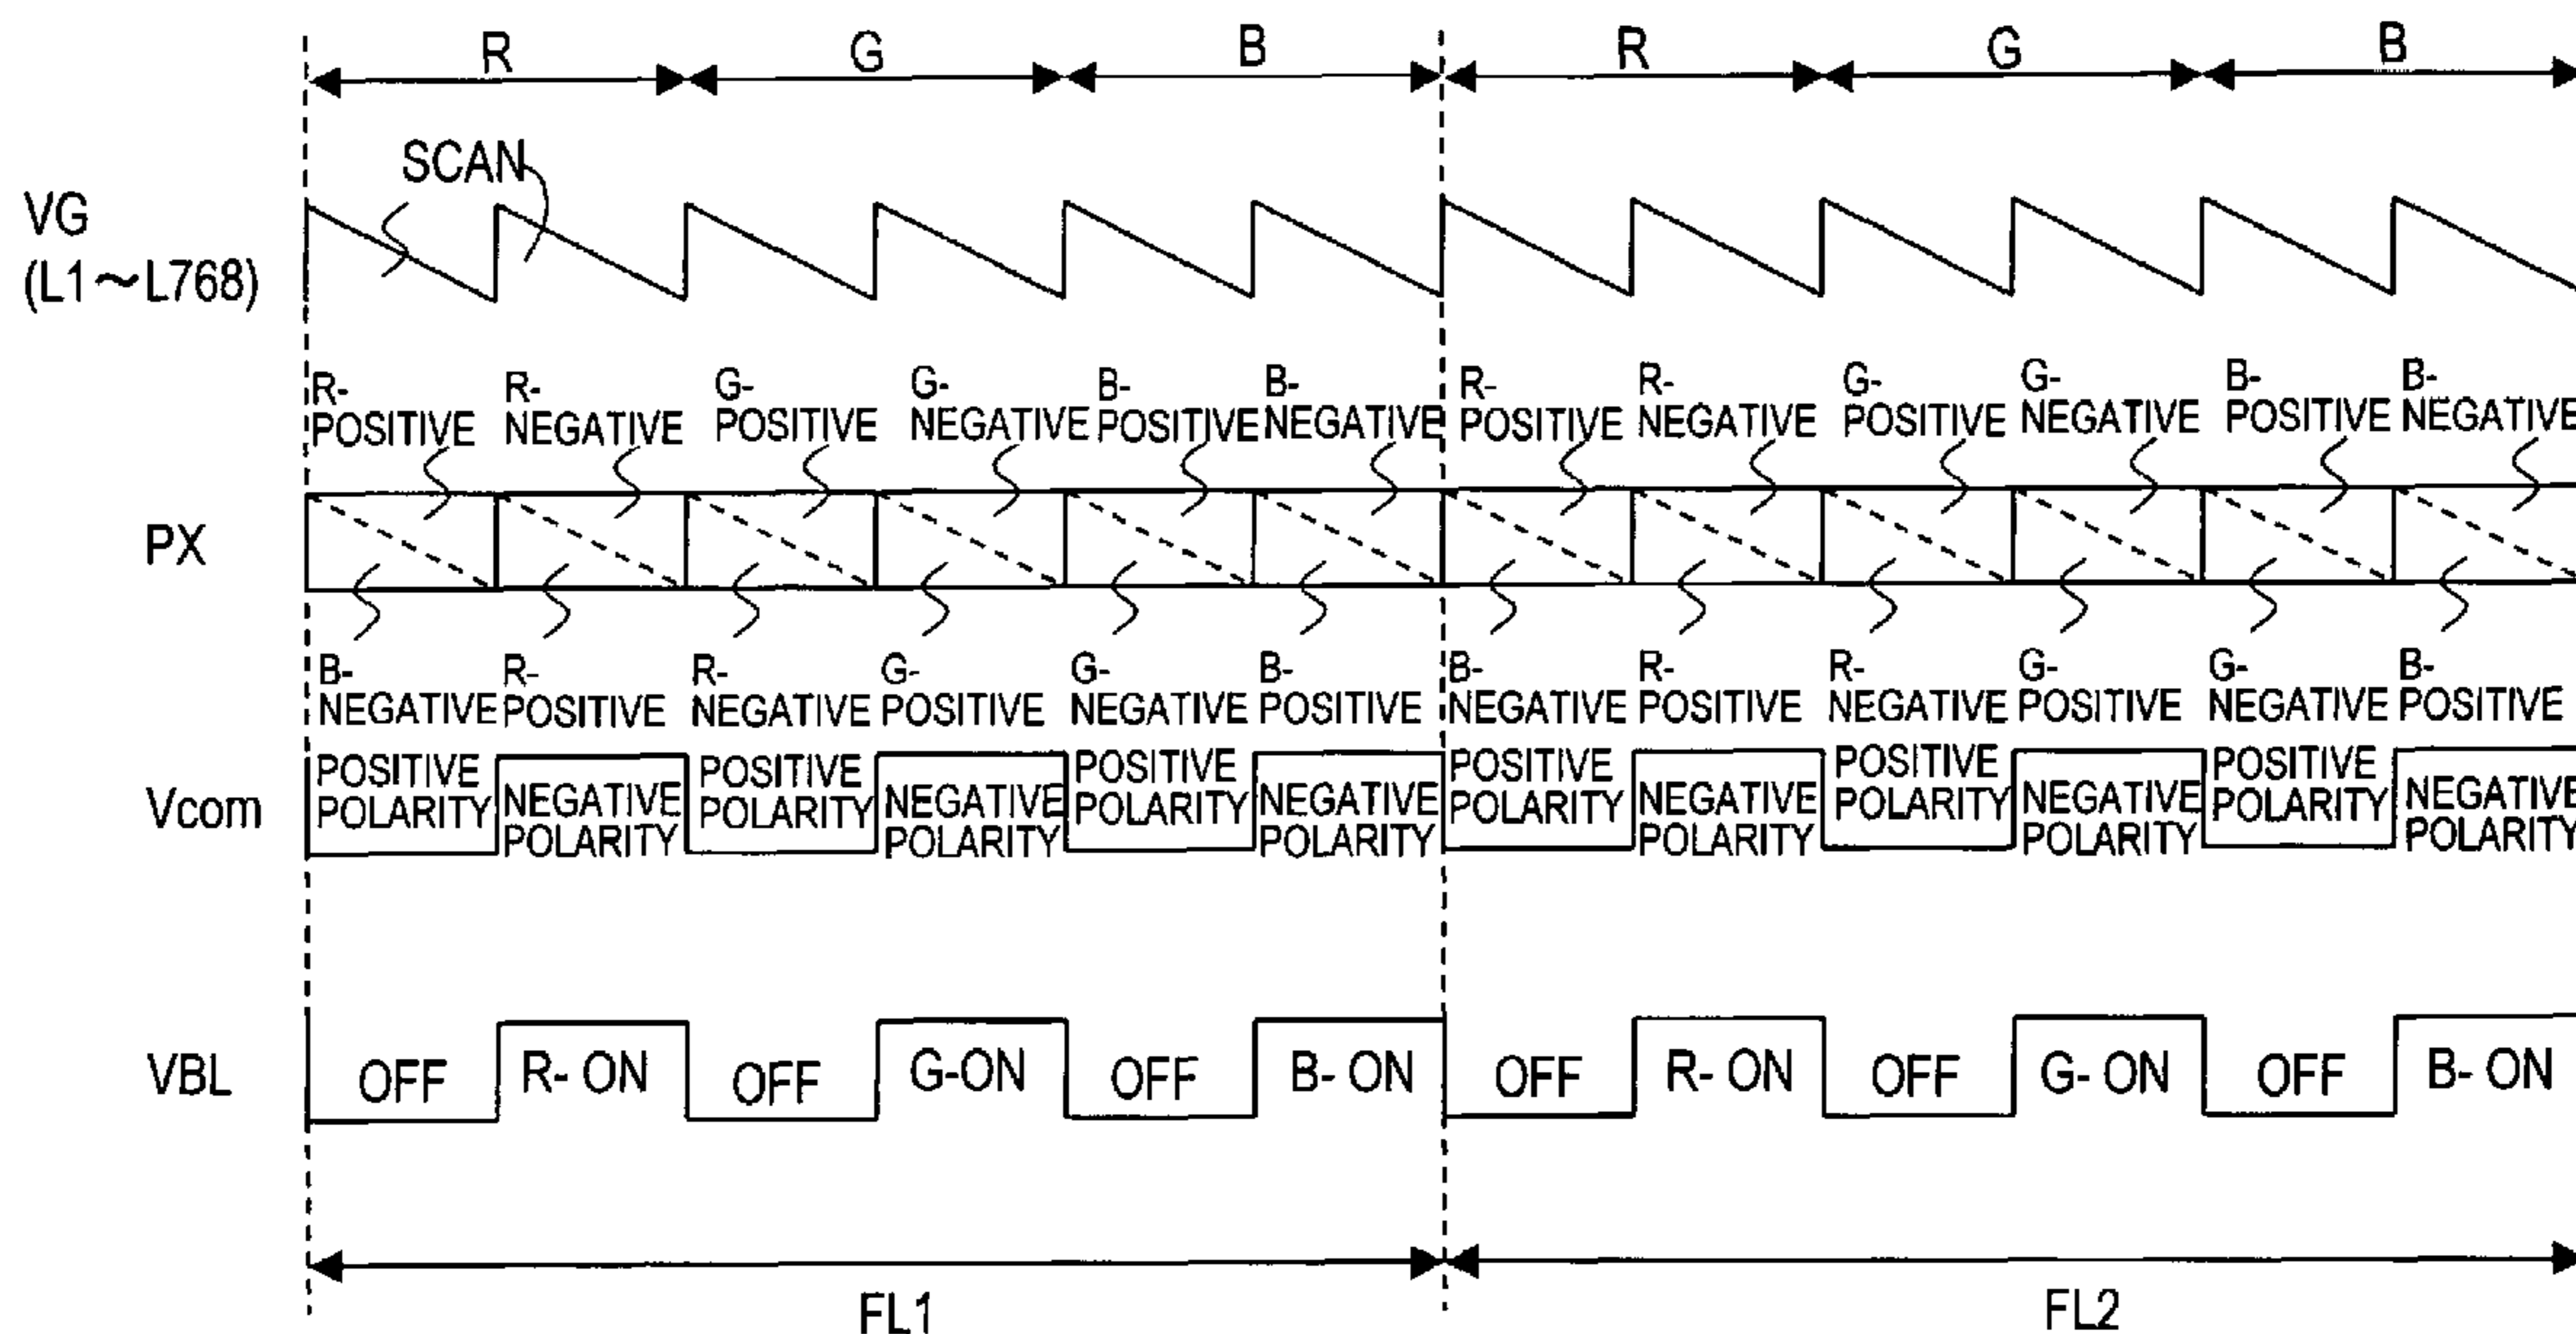 R G B R G B
SCAN
VG
(L1～L768)
R- R- G- G- B- B- R- R- G- G- B- B-
POSITIVE NEGATIVE POSITIVE NEGATIVE POSITIVE NEGATIVE POSITIVE NEGATIVE POSITIVE NEGATIVE POSITIVE NEGATIVE
PX
B- R- R- G- G- B- B- R- R- G- G- B-
NEGATIVE POSITIVE NEGATIVE POSITIVE NEGATIVE POSITIVE NEGATIVE POSITIVE NEGATIVE POSITIVE NEGATIVE POSITIVE
Vcom
POSITIVE NEGATIVE POSITIVE NEGATIVE POSITIVE NEGATIVE POSITIVE NEGATIVE POSITIVE NEGATIVE POSITIVE NEGATIVE
POLARITY POLARITY POLARITY POLARITY POLARITY POLARITY POLARITY POLARITY POLARITY POLARITY POLARITY POLARITY
VBL OFF R- ON OFF G-ON OFF B- ON OFF R- ON OFF G- ON OFF B- ON
FL1 FL2